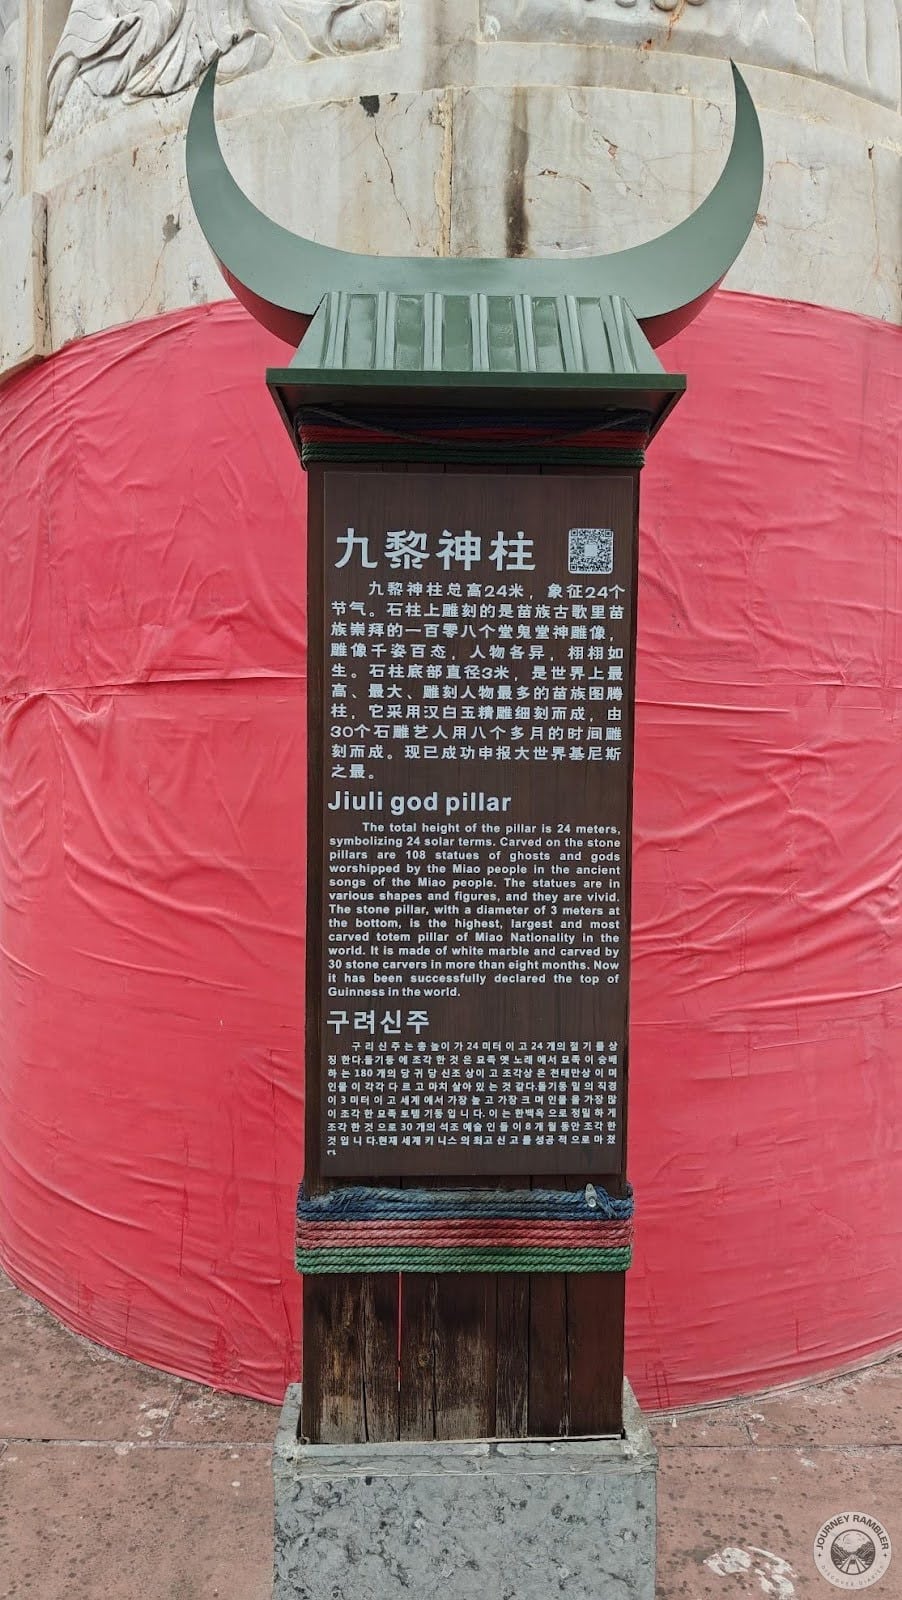 九黎神柱
九黎神柱总高24米，象征24个
节气。石柱上雕刻的是苗族古歌里苗
族崇拜的一百零八个堂鬼堂神雕像，
雕像千姿百态，人物各异，栩栩如
生。石柱底部直径3米，是世界上最
高、最大、雕刻人物最多的苗族图腾
柱，它采用汉白玉精雕细刻而成，由
30个石雕艺人用八个多月的时间雕
刻而成。现已成功申报大世界基尼斯
之最。
Jiuli god pillar
The total height of the pillar is 24 meters,
symbolizing 24 solar terms. Carved on the stone
pillars are 108 statues of ghosts and gods
worshipped by the Miao people in the ancient
songs of the Miao people. The statues are in
various shapes and figures, and they are vivid.
The stone pillar, with a diameter of 3 meters at
the bottom, is the highest, largest and most
carved totem pillar of Miao Nationality in the
world. It is made of white marble and carved by
30 stone carvers in more than eight months. Now
it has been successfully declared the top of
Guinness in the world.
구려신주
구리신주는 총 높이가 24미터 이고 24개의 절기를 상
징 한다.돌기둥 에 조각 한 것 은 묘족 옛 노래 에서 묘족 이 숭배
하 는 180 개의 당 귀 당 신조 상이 고 조각상 은 천태만상 이 며
인물 이 각각 다 르 고 마치 살아 있 는 것 같다.돌기둥 밑 의 직경
이 3 미터 이 고 세계 에서 가장 높 고 가장 크 며 인물 을 가장 많
이 조각 한 묘족 토템 기둥 입 니 다. 이 는 한백옥 으로 정밀 하 게
조각 한 것 으로 30 개의 석조 예술 인 들 이 8 개 월 동안 조각 한
것 입 니 다.현재 세계 키 니스 의 최고 신 고 를 성공 적 으로 마 쳤
다
JOURNEY RAMBLER